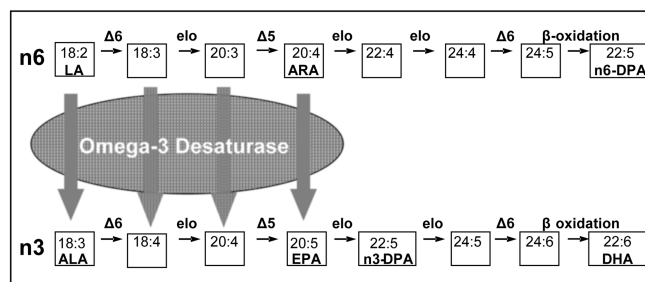 Δ6 elo Δ5 elo elo Δ6 β-oxidation
n6 18:2 18:3 20:3 20:4 22:4 24:4 24:5 22:5
LA ARA n6-DPA
Omega-3 Desaturase
Δ6 elo Δ5 elo elo Δ6 β oxidation
n3 18:3 18:4 20:4 20:5 22:5 24:5 24:6 22:6
ALA EPA n3-DPA DHA